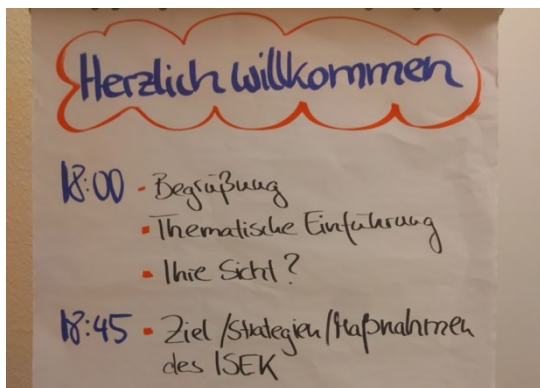 Herzlich willkommen
18:00 - Begrüßung
- Thematische Einführung
- Ihre Sicht?
18:45 - Ziel/Strategien/Maßnahmen
des ISEK